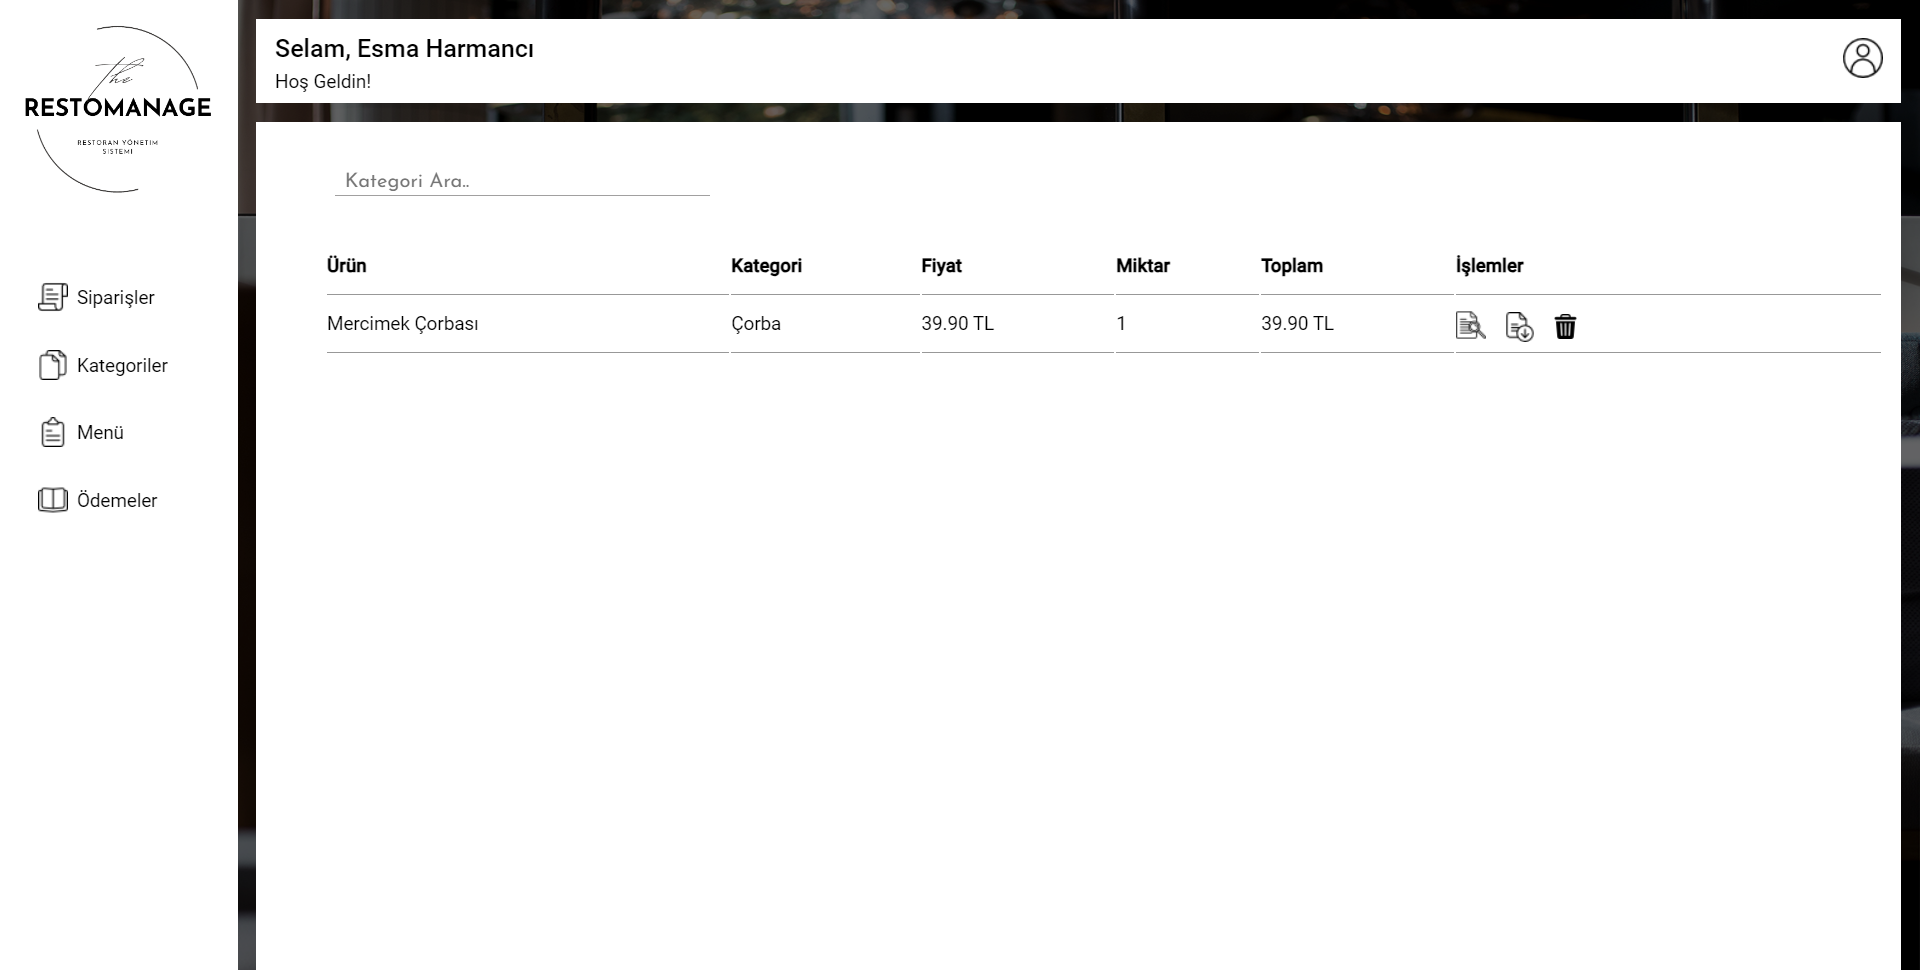 the
RESTOMANAGE
RESTORAN YÖNETİM
SİSTEMİ
Siparişler
Kategoriler
Menü
Ödemeler
Selam, Esma Harmancı
Hoş Geldin!
Kategori Ara..
Ürün Kategori Fiyat Miktar Toplam İşlemler
Mercimek Çorbası Çorba 39.90 TL 1 39.90 TL